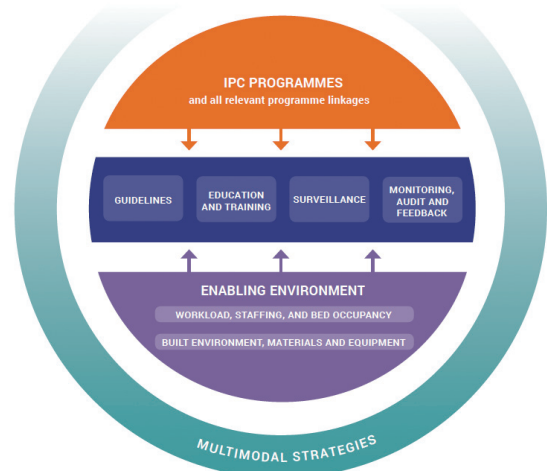 IPC PROGRAMMES
and all relevant programme linkages
GUIDELINES
EDUCATION
AND TRAINING
SURVEILLANCE
MONITORING,
AUDIT AND
FEEDBACK
ENABLING ENVIRONMENT
WORKLOAD, STAFFING, AND BED OCCUPANCY
BUILT ENVIRONMENT, MATERIALS AND EQUIPMENT
MULTIMODAL STRATEGIES